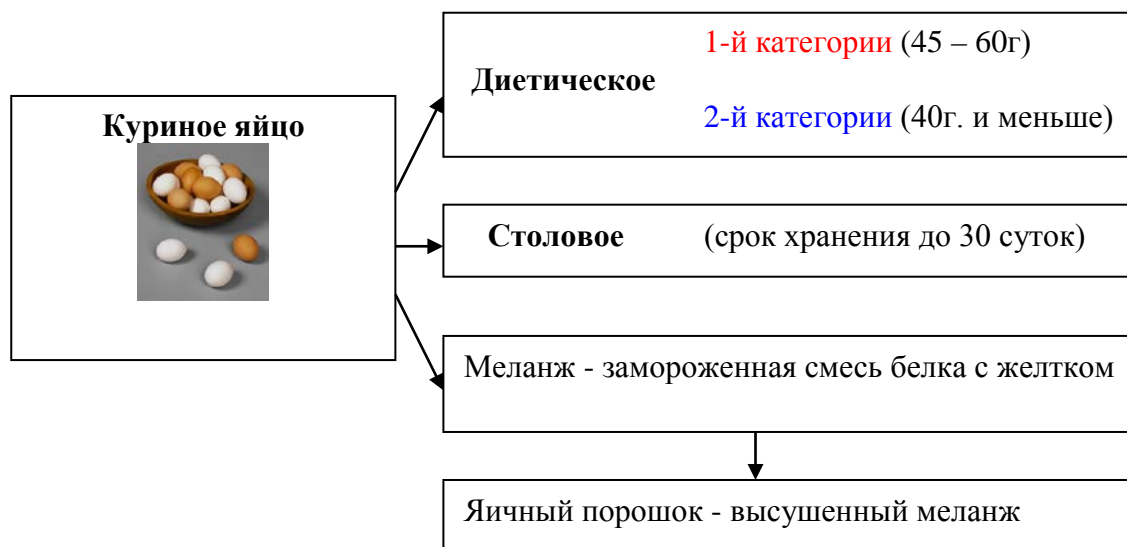 Куриное яйцо
1-й категории (45 – 60г)
Диетическое
2-й категории (40г. и меньше)
Столовое (срок хранения до 30 суток)
Меланж - замороженная смесь белка с желтком
Яичный порошок - высушенный меланж